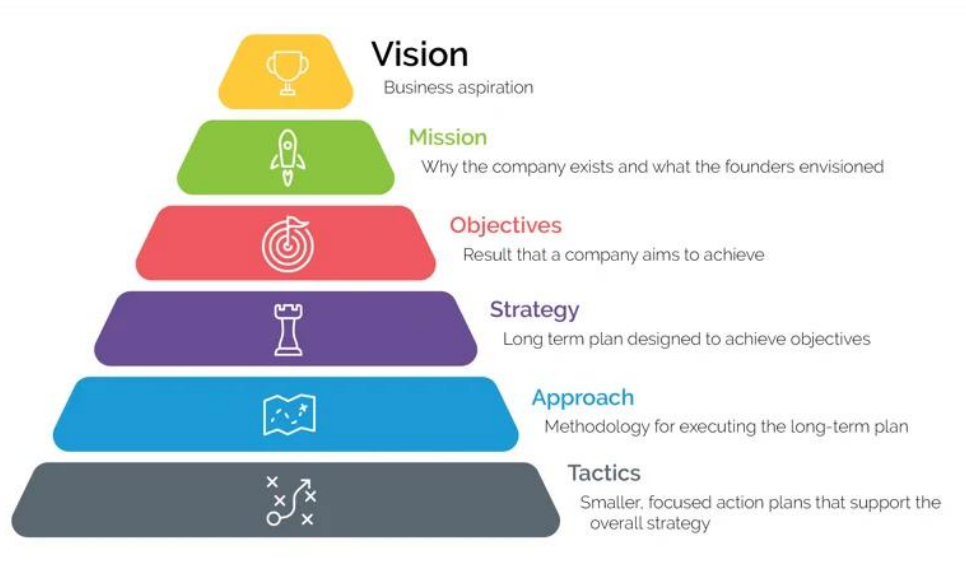 Vision
Business aspiration
Mission
Why the company exists and what the founders envisioned
Objectives
Result that a company aims to achieve
Strategy
Long term plan designed to achieve objectives
Approach
Methodology for executing the long-term plan
Tactics
Smaller, focused action plans that support the
overall strategy